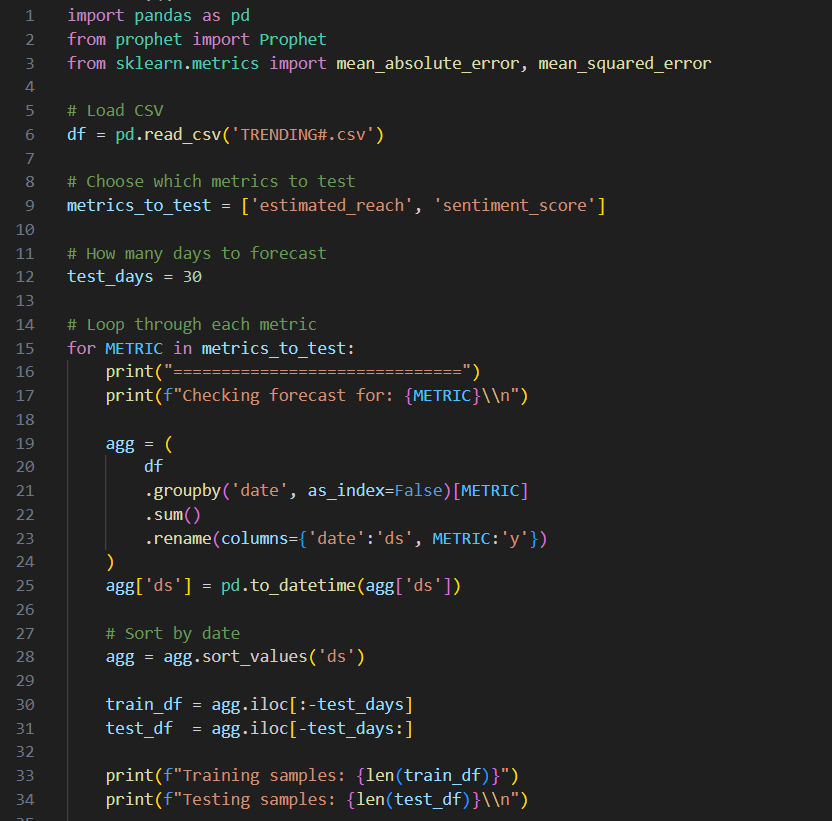 1 import pandas as pd
2 from prophet import Prophet
3 from sklearn.metrics import mean_absolute_error, mean_squared_error
4
5 # Load CSV
6 df = pd.read_csv('TRENDING#.csv')
7
8 # Choose which metrics to test
9 metrics_to_test = ['estimated_reach', 'sentiment_score']
10
11 # How many days to forecast
12 test_days = 30
13
14 # Loop through each metric
15 for METRIC in metrics_to_test:
16     print("==============================")
17     print(f"Checking forecast for: {METRIC}\\n")
18
19     agg = (
20         df
21         .groupby('date', as_index=False)[METRIC]
22         .sum()
23         .rename(columns={'date':'ds', METRIC:'y'})
24     )
25     agg['ds'] = pd.to_datetime(agg['ds'])
26
27     # Sort by date
28     agg = agg.sort_values('ds')
29
30     train_df = agg.iloc[:-test_days]
31     test_df  = agg.iloc[-test_days:]
32
33     print(f"Training samples: {len(train_df)}")
34     print(f"Testing samples: {len(test_df)}\\n")